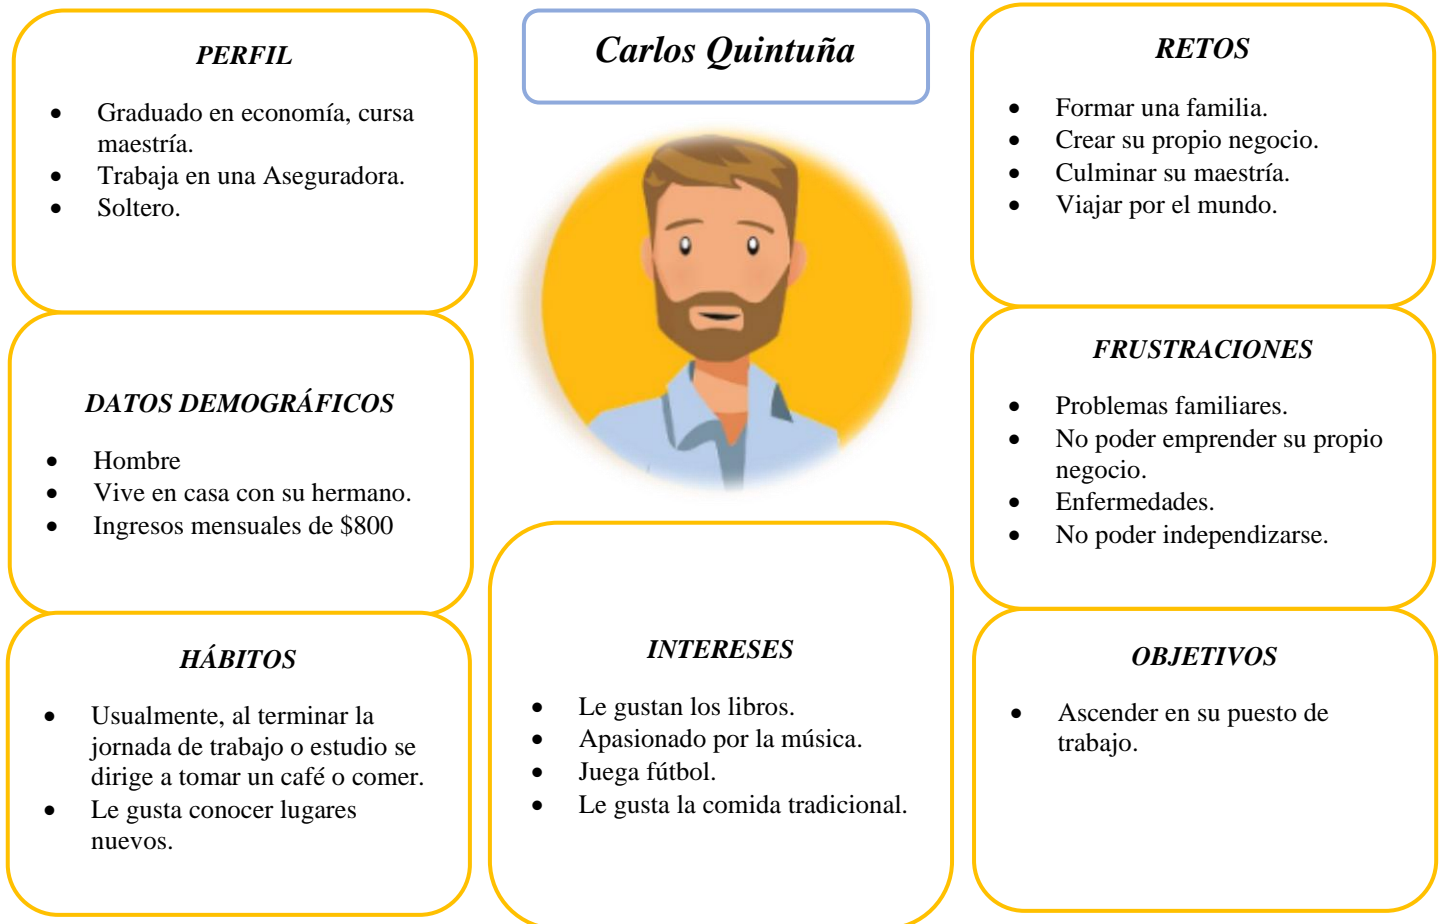 PERFIL
• Graduado en economía, cursa
maestría.
• Trabaja en una Aseguradora.
• Soltero.
DATOS DEMOGRÁFICOS
• Hombre
• Vive en casa con su hermano.
• Ingresos mensuales de $800
HÁBITOS
• Usualmente, al terminar la
jornada de trabajo o estudio se
dirige a tomar un café o comer.
• Le gusta conocer lugares
nuevos.
Carlos Quintuña
INTERESES
• Le gustan los libros.
• Apasionado por la música.
• Juega fútbol.
• Le gusta la comida tradicional.
RETOS
• Formar una familia.
• Crear su propio negocio.
• Culminar su maestría.
• Viajar por el mundo.
FRUSTRACIONES
• Problemas familiares.
• No poder emprender su propio
negocio.
• Enfermedades.
• No poder independizarse.
OBJETIVOS
• Ascender en su puesto de
trabajo.